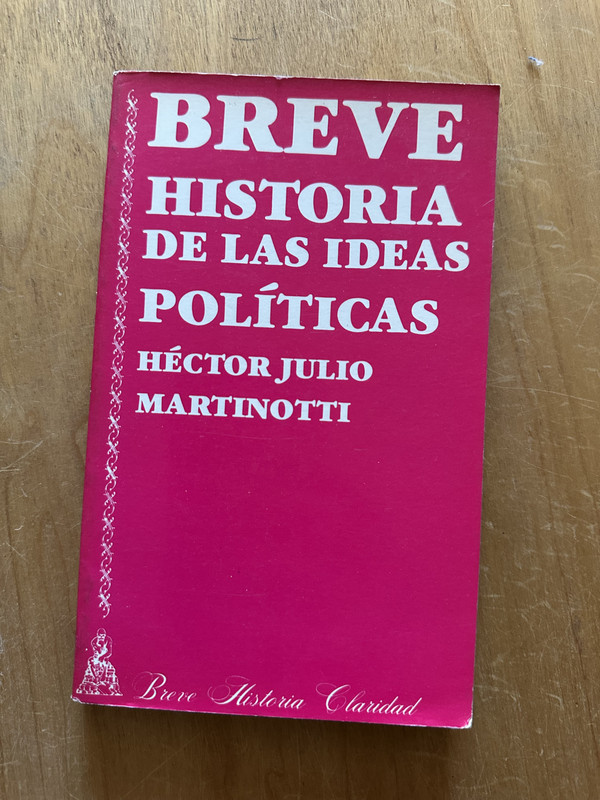 BREVE
HISTORIA
DE LAS IDEAS
POLÍTICAS
HÉCTOR JULIO
MARTINOTTI
Breve Historia Claridad